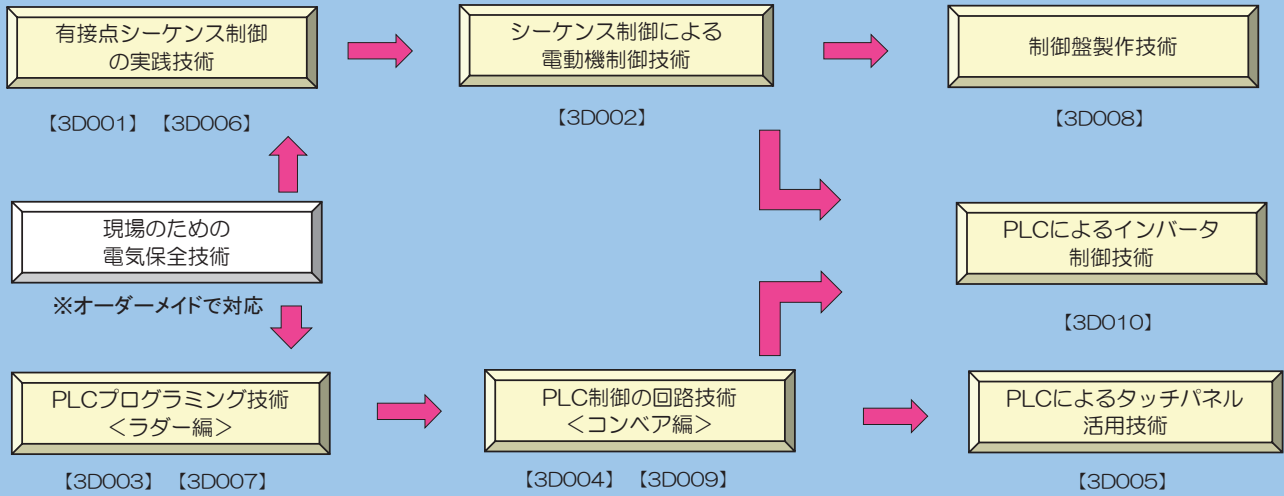 有接点シーケンス制御
の実践技術
シーケンス制御による
電動機制御技術
制御盤製作技術
【3D001】 【3D006】
【3D002】
【3D008】
現場のための
電気保全技術
PLCによるインバータ
制御技術
※オーダーメイドで対応
【3D010】
PLCプログラミング技術
<ラダー編>
PLC制御の回路技術
<コンベア編>
PLCによるタッチパネル
活用技術
【3D003】 【3D007】
【3D004】 【3D009】
【3D005】